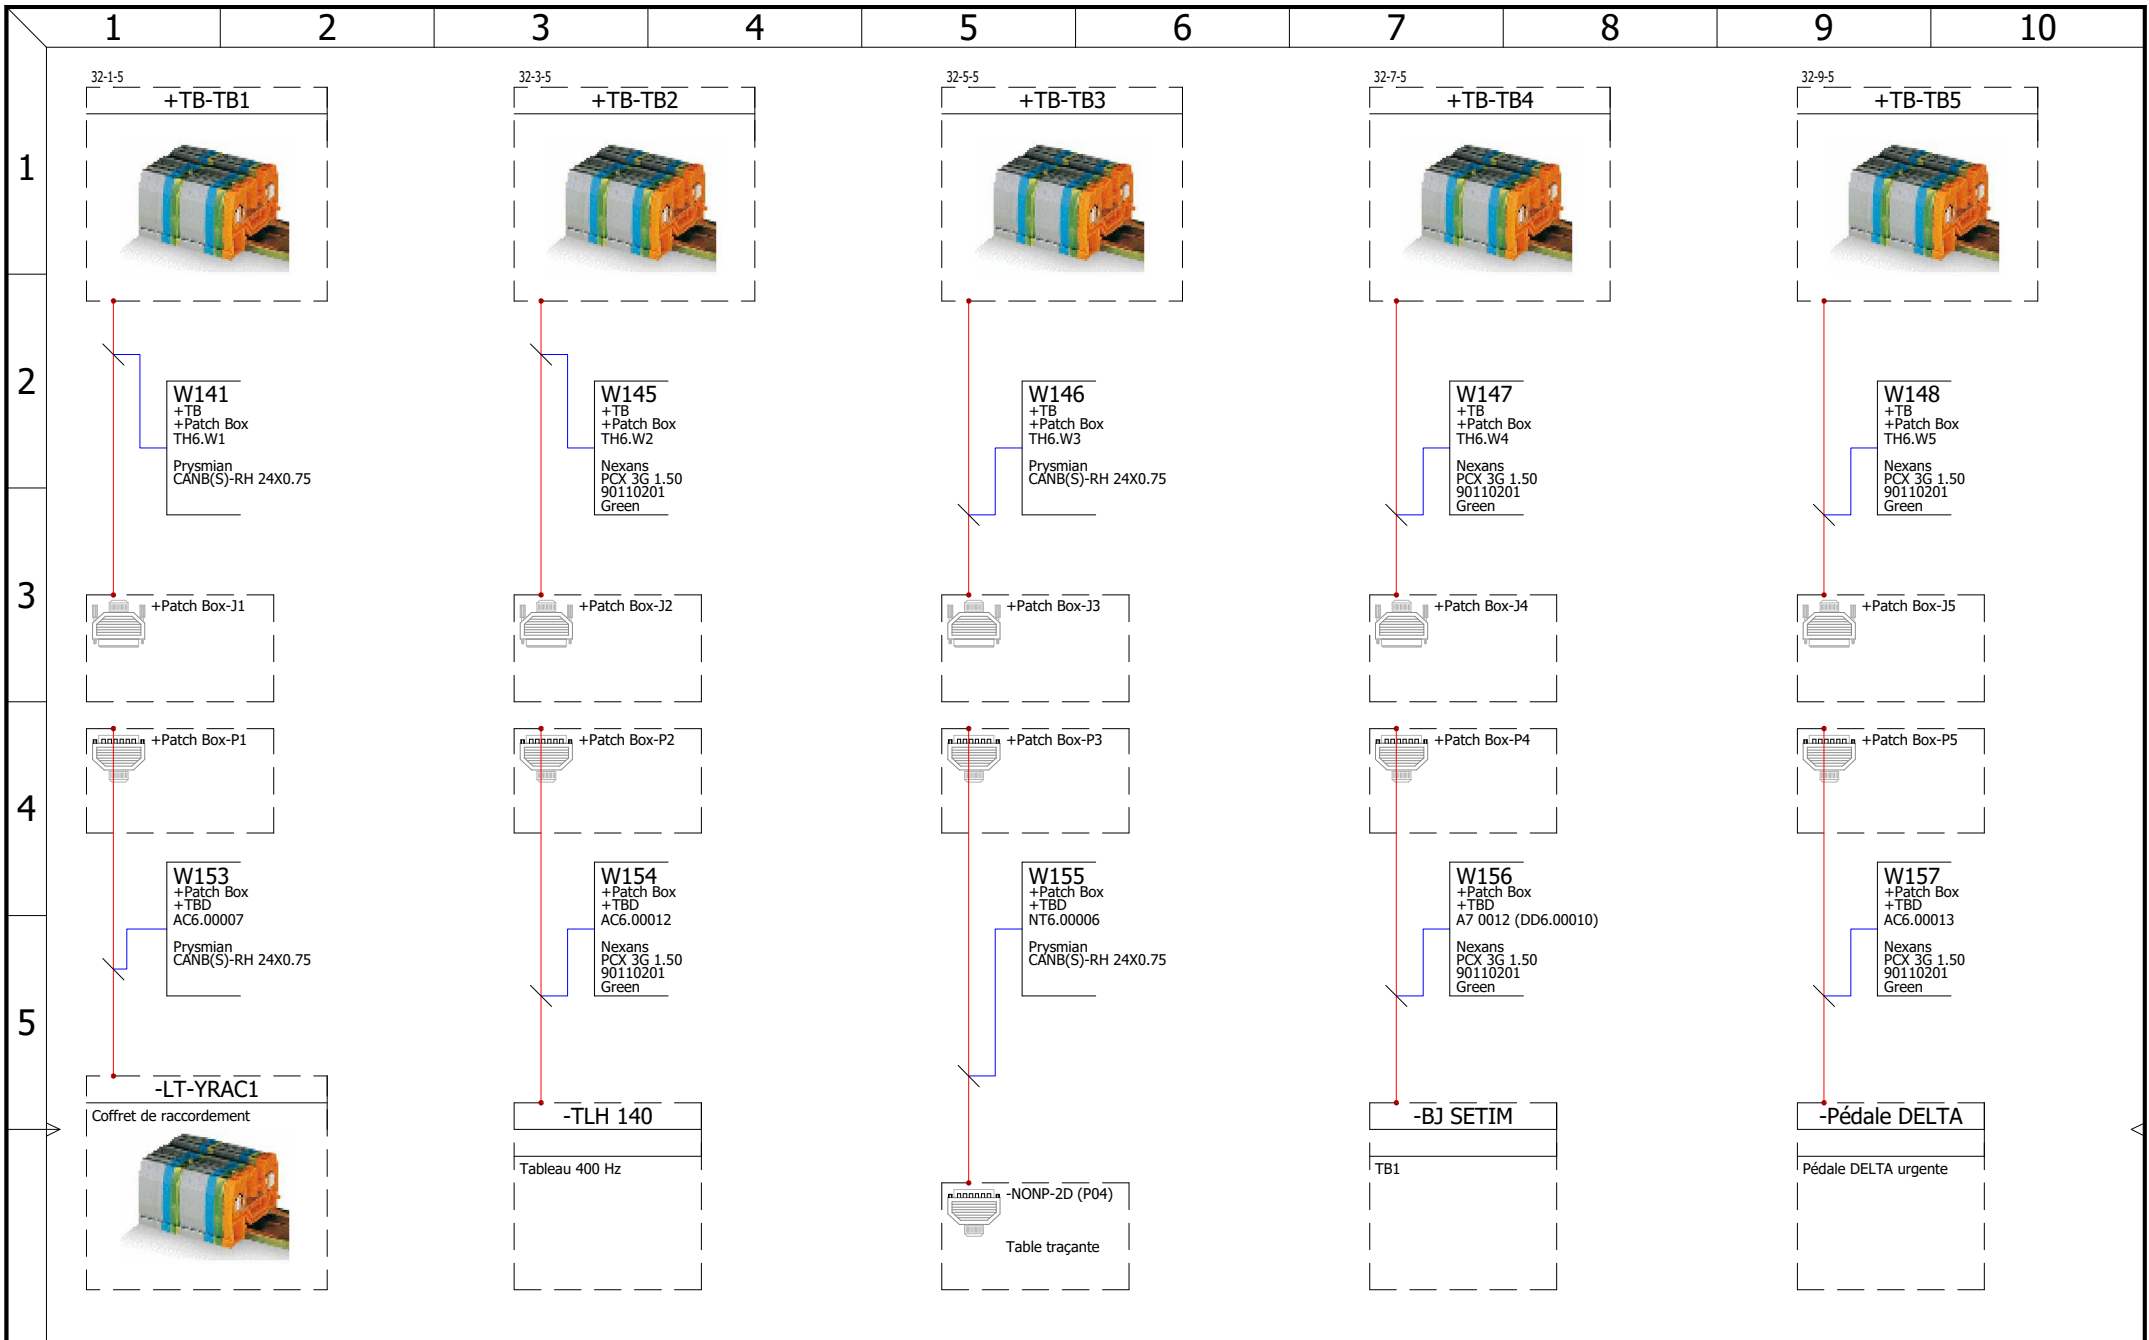 1 2 3 4 5 6 7 8 9 10
32-1-5 32-3-5 32-5-5 32-7-5 32-9-5
+TB-TB1 +TB-TB2 +TB-TB3 +TB-TB4 +TB-TB5
1
2
W141
+TB
+Patch Box
TH6.W1
Prysmian
CANB(S)-RH 24X0.75
W145
+TB
+Patch Box
TH6.W2
Nexans
PCX 3G 1.50
90110201
Green
W146
+TB
+Patch Box
TH6.W3
Prysmian
CANB(S)-RH 24X0.75
W147
+TB
+Patch Box
TH6.W4
Nexans
PCX 3G 1.50
90110201
Green
W148
+TB
+Patch Box
TH6.W5
Nexans
PCX 3G 1.50
90110201
Green
3
+Patch Box-J1 +Patch Box-J2 +Patch Box-J3 +Patch Box-J4 +Patch Box-J5
+Patch Box-P1 +Patch Box-P2 +Patch Box-P3 +Patch Box-P4 +Patch Box-P5
4
W153
+Patch Box
+TBD
AC6.00007
Prysmian
CANB(S)-RH 24X0.75
W154
+Patch Box
+TBD
AC6.00012
Nexans
PCX 3G 1.50
90110201
Green
W155
+Patch Box
+TBD
NT6.00006
Prysmian
CANB(S)-RH 24X0.75
W156
+Patch Box
+TBD
A7 0012 (DD6.00010)
Nexans
PCX 3G 1.50
90110201
Green
W157
+Patch Box
+TBD
AC6.00013
Nexans
PCX 3G 1.50
90110201
Green
5
-LT-YRAC1
Coffret de raccordement
-TLH 140
Tableau 400 Hz
-NONP-2D (P04)
Table traçante
-BJ SETIM
TB1
-Pédale DELTA
Pédale DELTA urgente